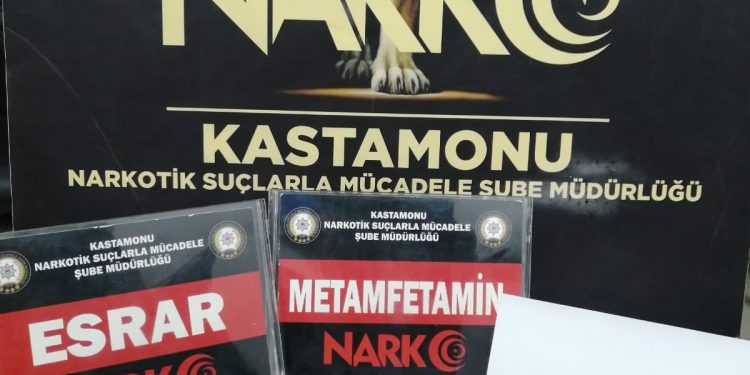 NARKO
KASTAMONU
NARKOTİK SUÇLARLA MÜCADELE ŞUBE MÜDÜRLÜĞÜ
KASTAMONU
NARKOTİK SUÇLARLA MÜCADELE
ŞUBE MÜDÜRLÜĞÜ
ESRAR
NARKO
KASTAMONU
NARKOTİK SUÇLARLA MÜCADELE
ŞUBE MÜDÜRLÜĞÜ
METAMFETAMİN
NARKO